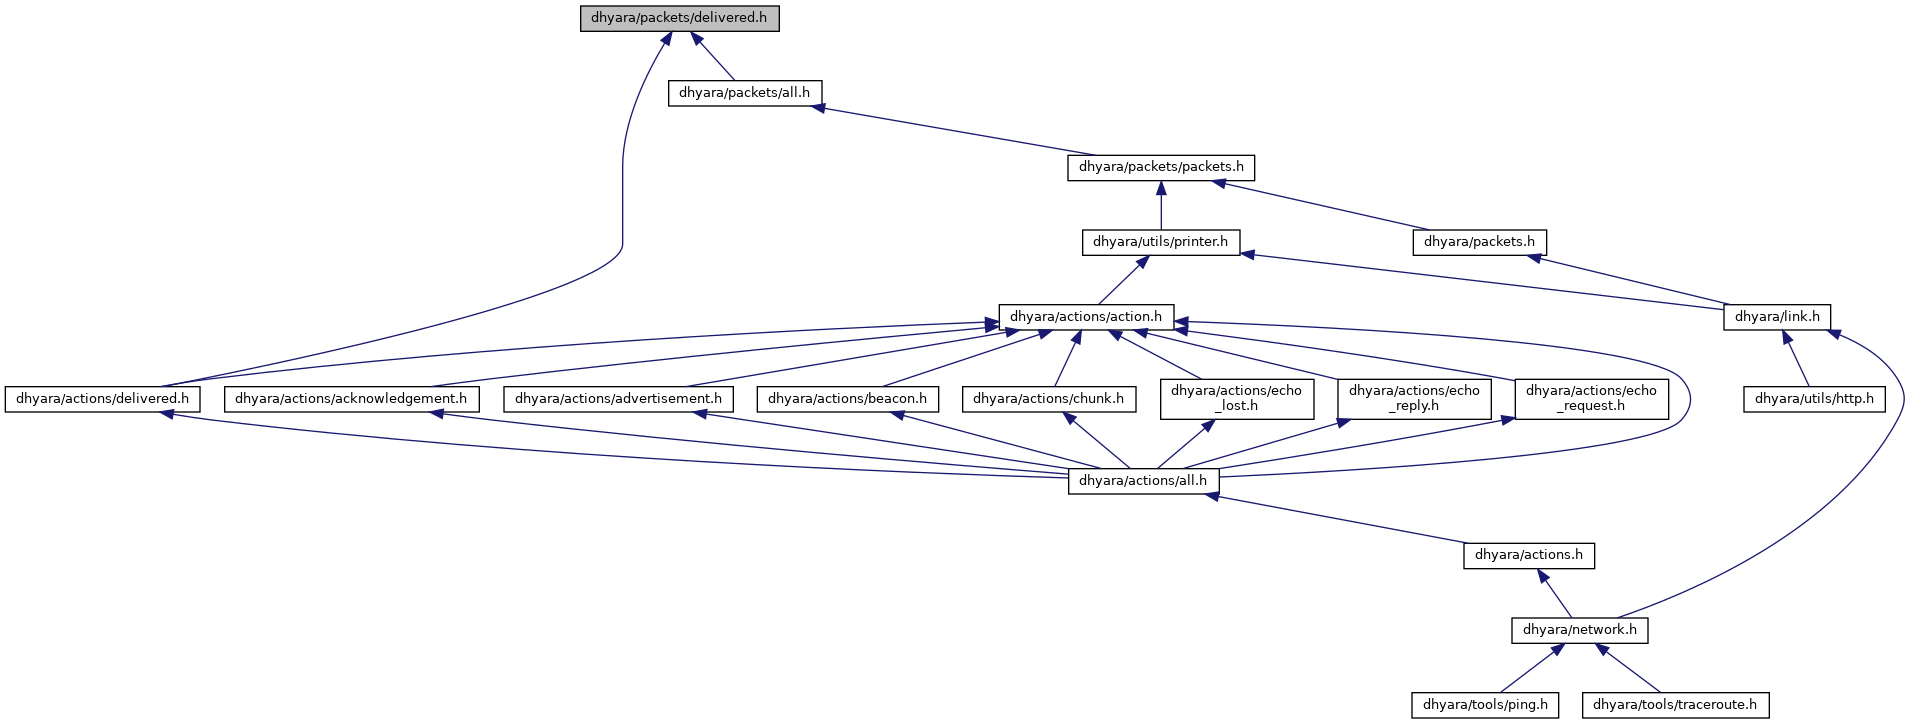 dhyara/packets/delivered.h
dhyara/packets/all.h
dhyara/packets/packets.h
dhyara/utils/printer.h
dhyara/packets.h
dhyara/actions/action.h
dhyara/link.h
dhyara/actions/delivered.h
dhyara/actions/acknowledgement.h
dhyara/actions/advertisement.h
dhyara/actions/beacon.h
dhyara/actions/chunk.h
dhyara/actions/echo
_lost.h
dhyara/actions/echo
_reply.h
dhyara/actions/echo
_request.h
dhyara/utils/http.h
dhyara/actions/all.h
dhyara/actions.h
dhyara/network.h
dhyara/tools/ping.h
dhyara/tools/traceroute.h